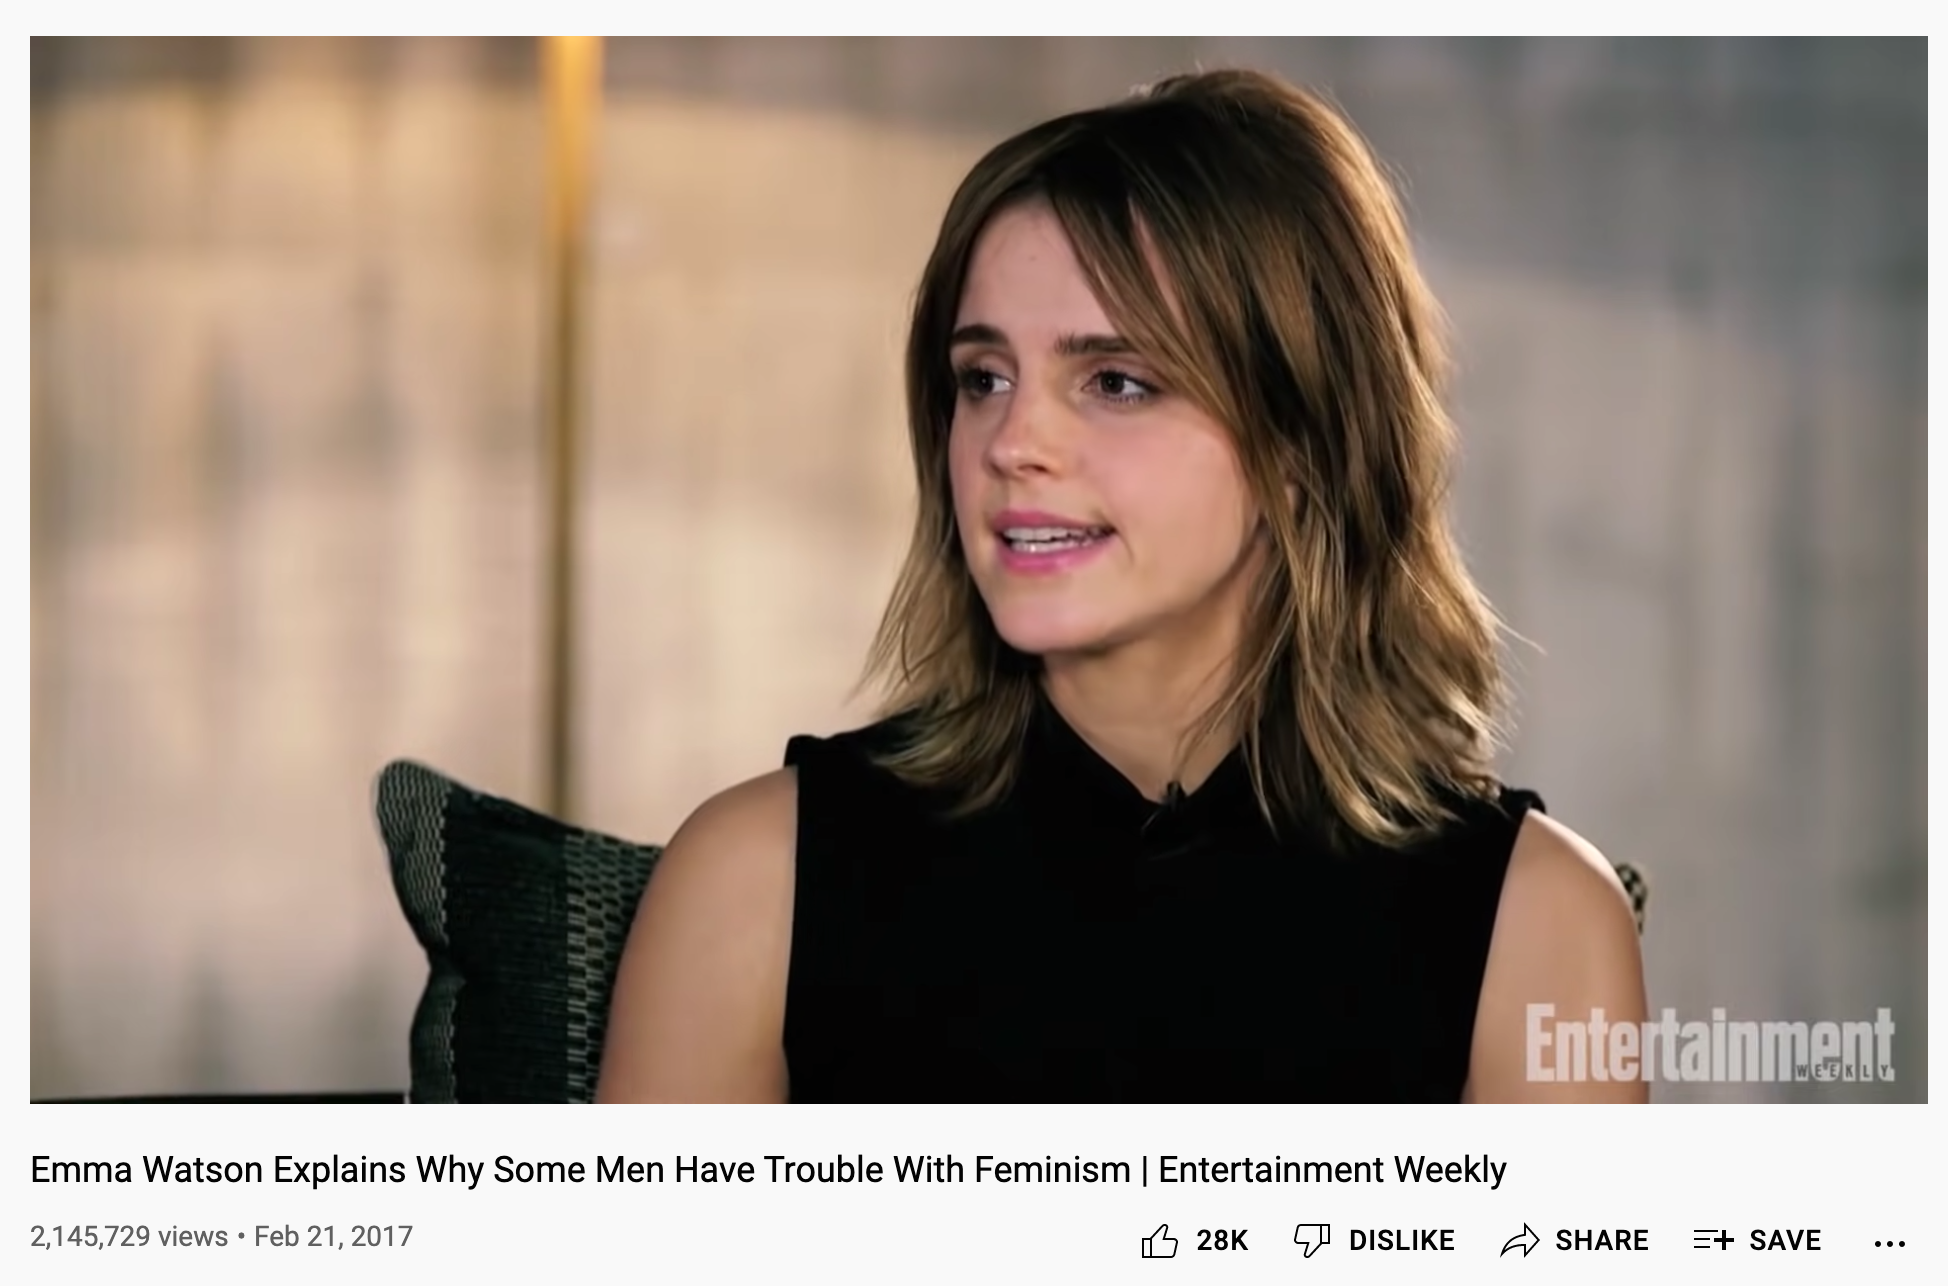 Entertainment
WEEKLY
Emma Watson Explains Why Some Men Have Trouble With Feminism | Entertainment Weekly
2,145,729 views • Feb 21, 2017
28K DISLIKE SHARE SAVE ...